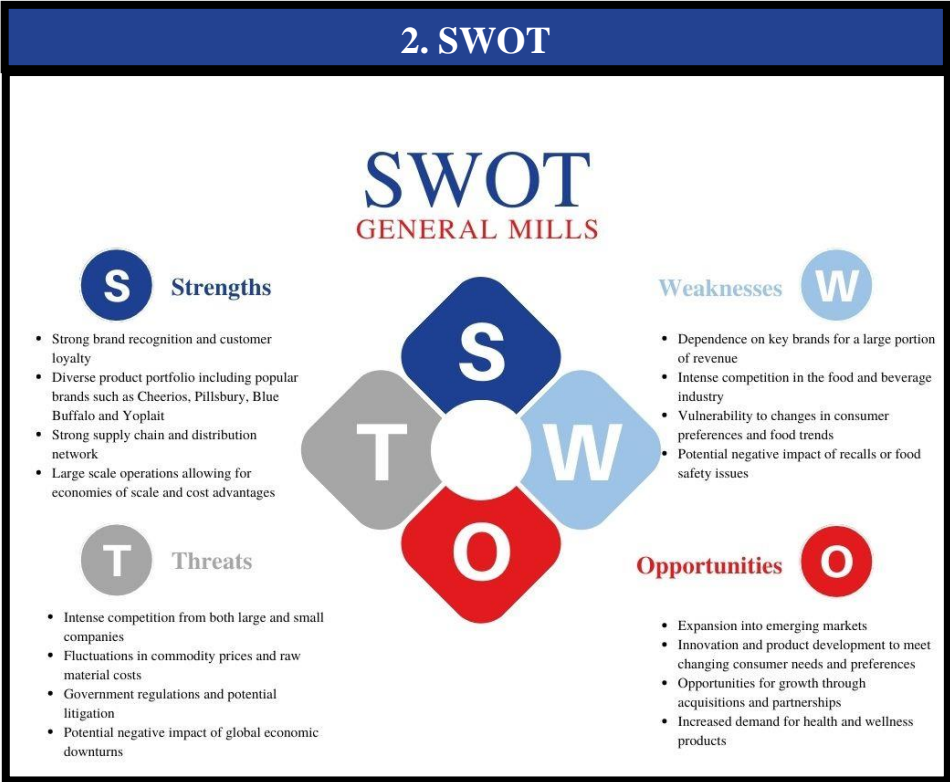 2. SWOT
SWOT
GENERAL MILLS
S
Strengths
• Strong brand recognition and customer
loyalty
• Diverse product portfolio including popular
brands such as Cheerios, Pillsbury, Blue
Buffalo and Yoplait
• Strong supply chain and distribution
network
• Large scale operations allowing for
economies of scale and cost advantages
Weaknesses
W
• Dependence on key brands for a large portion
of revenue
• Intense competition in the food and beverage
industry
• Vulnerability to changes in consumer
preferences and food trends
• Potential negative impact of recalls or food
safety issues
S
T
W
O
T
Threats
• Intense competition from both large and small
companies
• Fluctuations in commodity prices and raw
material costs
• Government regulations and potential
litigation
• Potential negative impact of global economic
downturns
Opportunities
O
• Expansion into emerging markets
• Innovation and product development to meet
changing consumer needs and preferences
• Opportunities for growth through
acquisitions and partnerships
• Increased demand for health and wellness
products